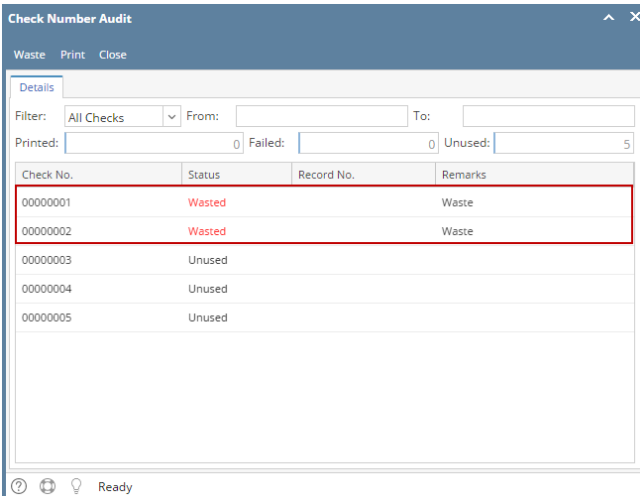 Check Number Audit
Waste Print Close
Details
Filter: All Checks From: To:
Printed: 0 Failed: 0 Unused: 5
Check No. Status Record No. Remarks
00000001 Wasted Waste
00000002 Wasted Waste
00000003 Unused
00000004 Unused
00000005 Unused
Ready